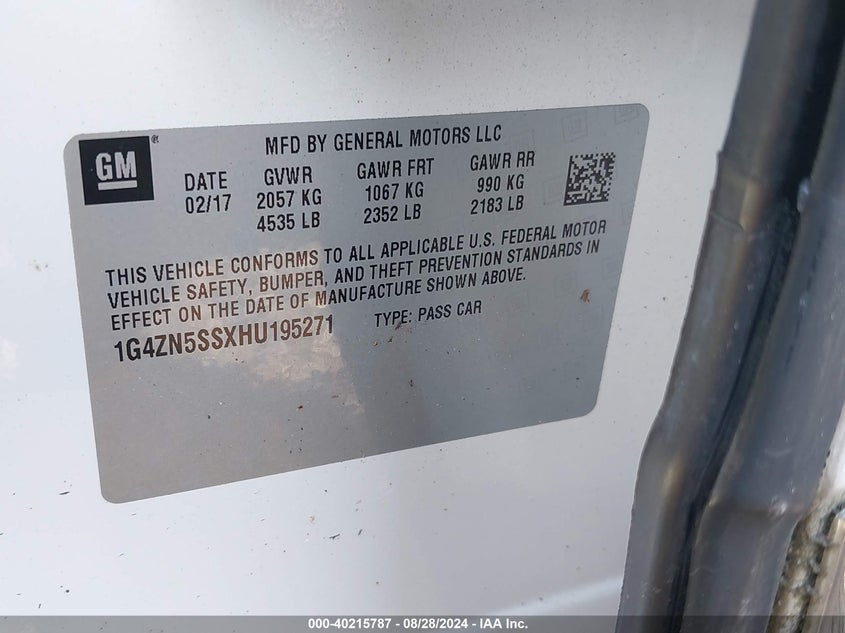 GM ®
MFD BY GENERAL MOTORS LLC
DATE GVWR GAWR FRT GAWR RR
02/17 2057 KG 1067 KG 990 KG
4535 LB 2352 LB 2183 LB
THIS VEHICLE CONFORMS TO ALL APPLICABLE U.S. FEDERAL MOTOR
VEHICLE SAFETY, BUMPER, AND THEFT PREVENTION STANDARDS IN
EFFECT ON THE DATE OF MANUFACTURE SHOWN ABOVE.
1G4ZN5SSXHU195271 TYPE: PASS CAR
000-40215787 - 08/28/2024 - IAA Inc.